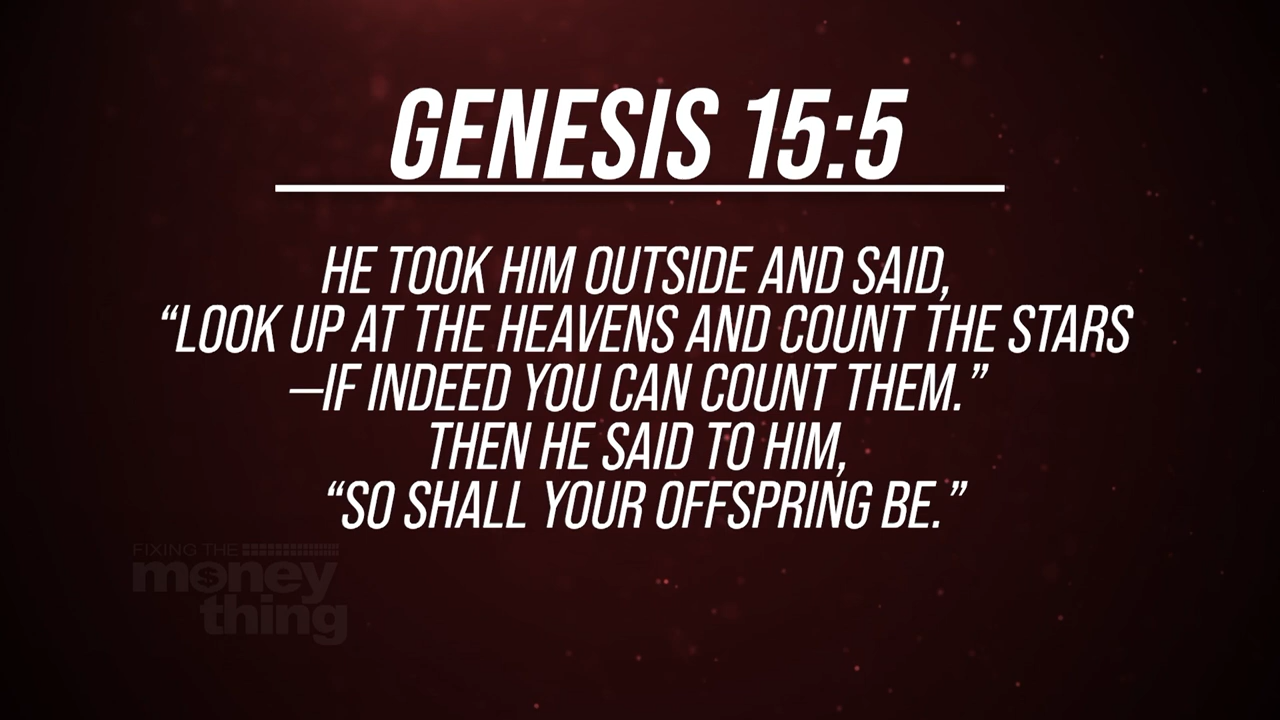 GENESIS 15:5
HE TOOK HIM OUTSIDE AND SAID,
“LOOK UP AT THE HEAVENS AND COUNT THE STARS
—IF INDEED YOU CAN COUNT THEM.”
THEN HE SAID TO HIM,
“SO SHALL YOUR OFFSPRING BE.”
FIXING THE
money
thing